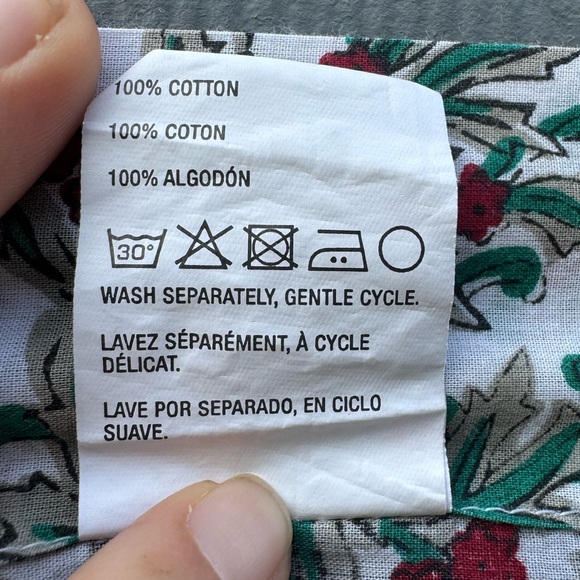 100% COTTON
100% COTON
100% ALGODÓN
30°
WASH SEPARATELY, GENTLE CYCLE.
LAVEZ SÉPARÉMENT, À CYCLE
DÉLICAT.
LAVE POR SEPARADO, EN CICLO
SUAVE.